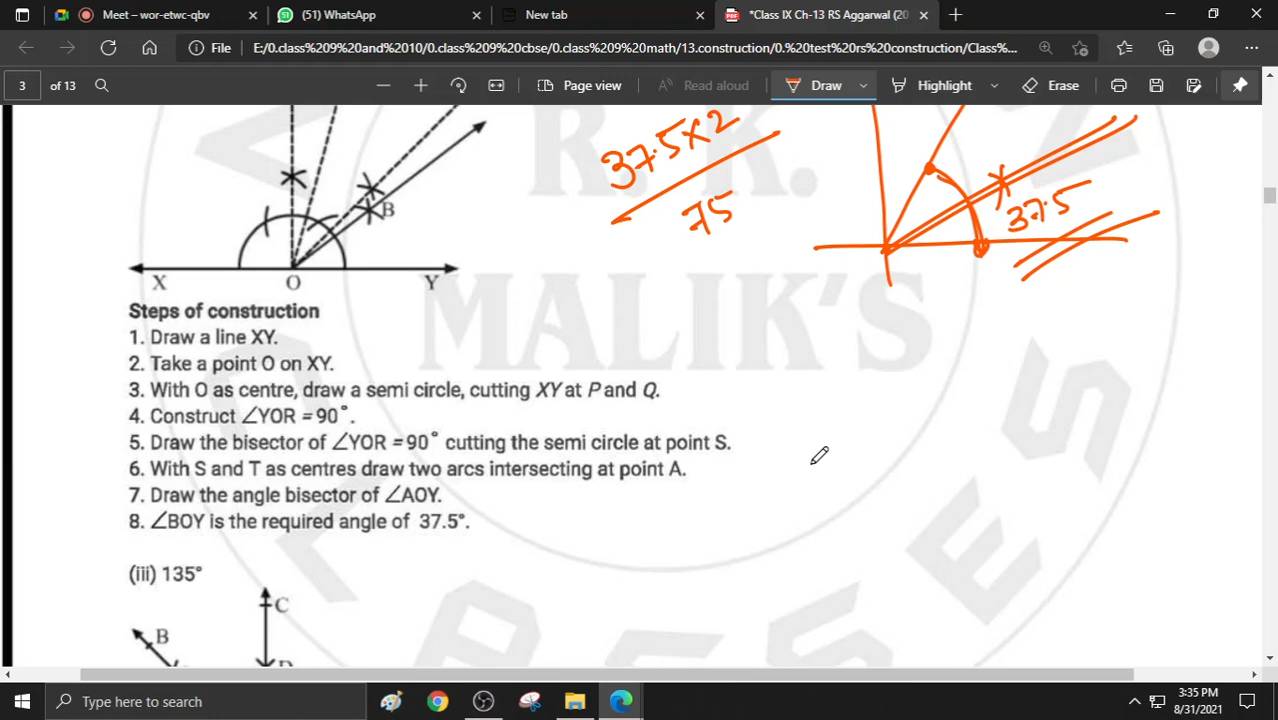 Meet – wor-etwc-qbv
(51) WhatsApp
New tab
*Class IX Ch-13 RS Aggarwal (20
File
E:/0.class%209%20and%2010/0.class%209%20cbse/0.class%209%20math/13.construction/0.%20test%20rs%20construction/Class%...
3
of 13
Page view
Read aloud
Draw
Highlight
Erase
R. K.
MALIK'S
37.5×2
75
37.5
B
X
O
Y
Steps of construction
1. Draw a line XY.
2. Take a point O on XY.
3. With O as centre, draw a semi circle, cutting XY at P and Q.
4. Construct ∠YOR = 90°.
5. Draw the bisector of ∠YOR = 90° cutting the semi circle at point S.
6. With S and T as centres draw two arcs intersecting at point A.
7. Draw the angle bisector of ∠AOY.
8. ∠BOY is the required angle of 37.5°.
(iii) 135°
C
B
Type here to search
3:35 PM
8/31/2021